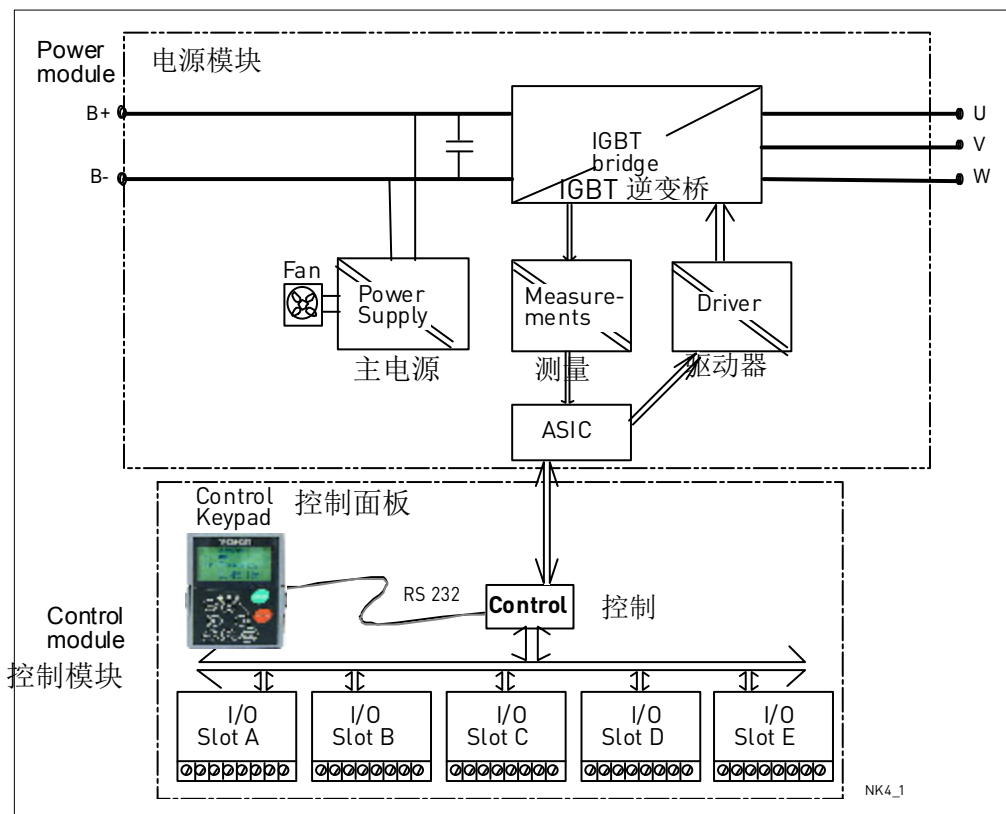 Power
module
电源模块
B+
B-
IGBT
bridge
IGBT 逆变桥
U
V
W
Fan
Power
Supply
主电源
Measure-
ments
测量
Driver
驱动器
ASIC
Control
Keypad
控制面板
RS 232
Control
控制
Control
module
控制模块
I/O
Slot A
I/O
Slot B
I/O
Slot C
I/O
Slot D
I/O
Slot E
NK4_1